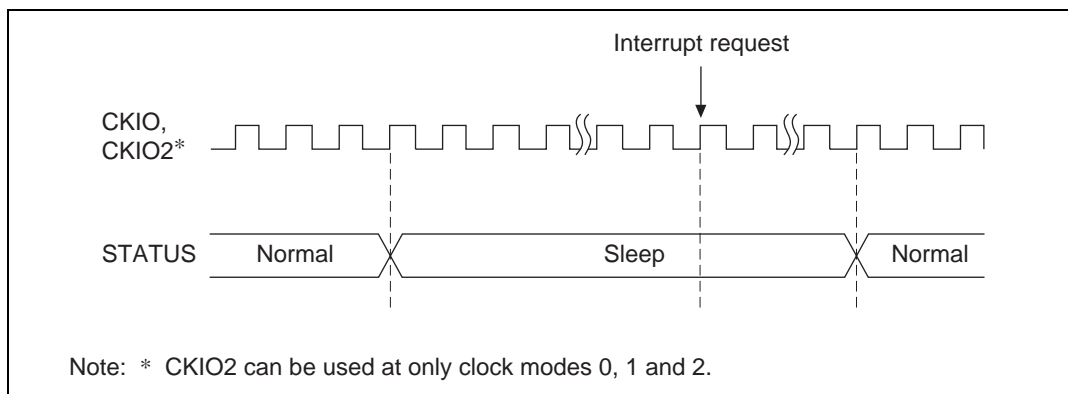 Interrupt request
CKIO,
CKIO2*
STATUS Normal Sleep Normal
Note: * CKIO2 can be used at only clock modes 0, 1 and 2.